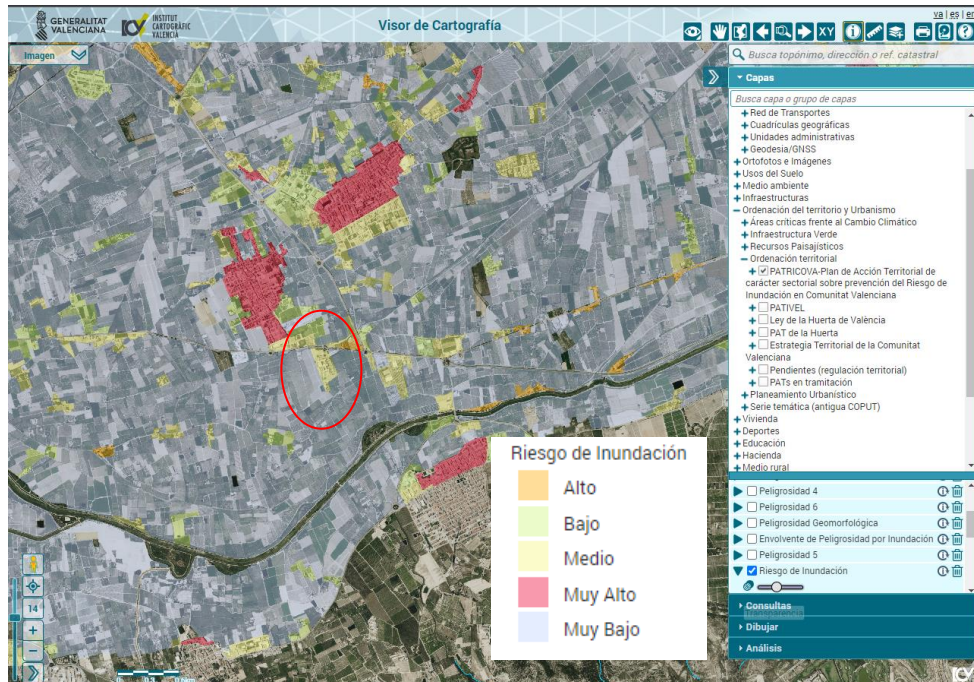 GENERALITAT
VALENCIANA
INSTITUT
CARTOGRÀFIC
VALENCIÀ
Visor de Cartografía
va | es | en
XY
Imagen
Busca topónimo, dirección o ref. catastral
Capas
Busca capa o grupo de capas
Red de Transportes
Cuadrículas geográficas
Unidades administrativas
Geodesia/GNSS
Ortofotos e Imágenes
Usos del Suelo
Medio ambiente
Infraestructuras
Ordenación del territorio y Urbanismo
Áreas críticas frente al Cambio Climático
Infraestructura Verde
Recursos Paisajísticos
Ordenación territorial
PATRICOVA-Plan de Acción Territorial de
carácter sectorial sobre prevención del Riesgo de
Inundación en Comunitat Valenciana
PATIVEL
Ley de la Huerta de València
PAT de la Huerta
Estrategia Territorial de la Comunitat
Valenciana
Pendientes (regulación territorial)
PATs en tramitación
Planeamiento Urbanístico
Serie temática (antigua COPUT)
Vivienda
Deportes
Educación
Hacienda
Medio rural
Peligrosidad 4
Peligrosidad 6
Peligrosidad Geomorfológica
Envolvente de Peligrosidad por Inundación
Peligrosidad 5
Riesgo de Inundación
Consultas
Dibujar
Análisis
Riesgo de Inundación
Alto
Bajo
Medio
Muy Alto
Muy Bajo
14